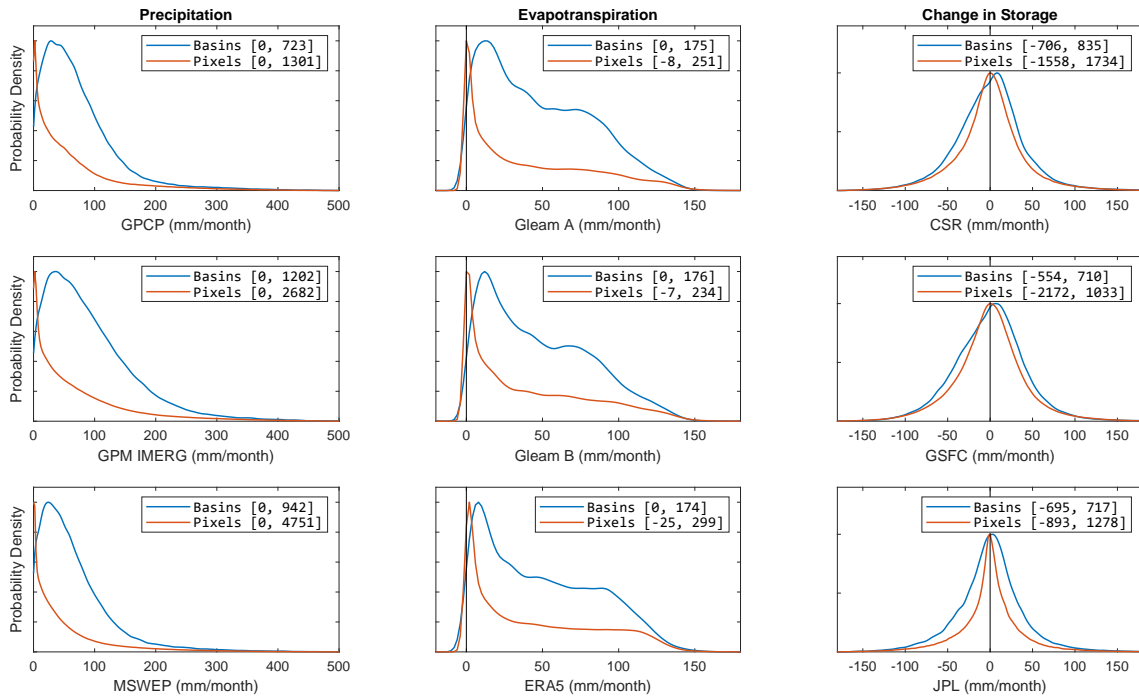 Precipitation
Evapotranspiration
Change in Storage
Probability Density
Basins [0, 723]
Pixels [0, 1301]
0 100 200 300 400 500
GPCP (mm/month)
Basins [0, 175]
Pixels [-8, 251]
0 50 100 150
Gleam A (mm/month)
Basins [-706, 835]
Pixels [-1558, 1734]
-150 -100 -50 0 50 100 150
CSR (mm/month)
Probability Density
Basins [0, 1202]
Pixels [0, 2682]
0 100 200 300 400 500
GPM IMERG (mm/month)
Basins [0, 176]
Pixels [-7, 234]
0 50 100 150
Gleam B (mm/month)
Basins [-554, 710]
Pixels [-2172, 1033]
-150 -100 -50 0 50 100 150
GSFC (mm/month)
Probability Density
Basins [0, 942]
Pixels [0, 4751]
0 100 200 300 400 500
MSWEP (mm/month)
Basins [0, 174]
Pixels [-25, 299]
0 50 100 150
ERA5 (mm/month)
Basins [-695, 717]
Pixels [-893, 1278]
-150 -100 -50 0 50 100 150
JPL (mm/month)